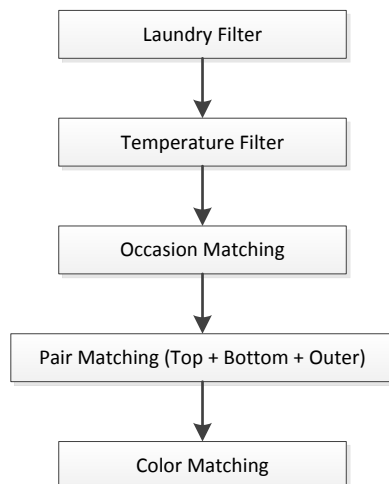 Laundry Filter
Temperature Filter
Occasion Matching
Pair Matching (Top + Bottom + Outer)
Color Matching